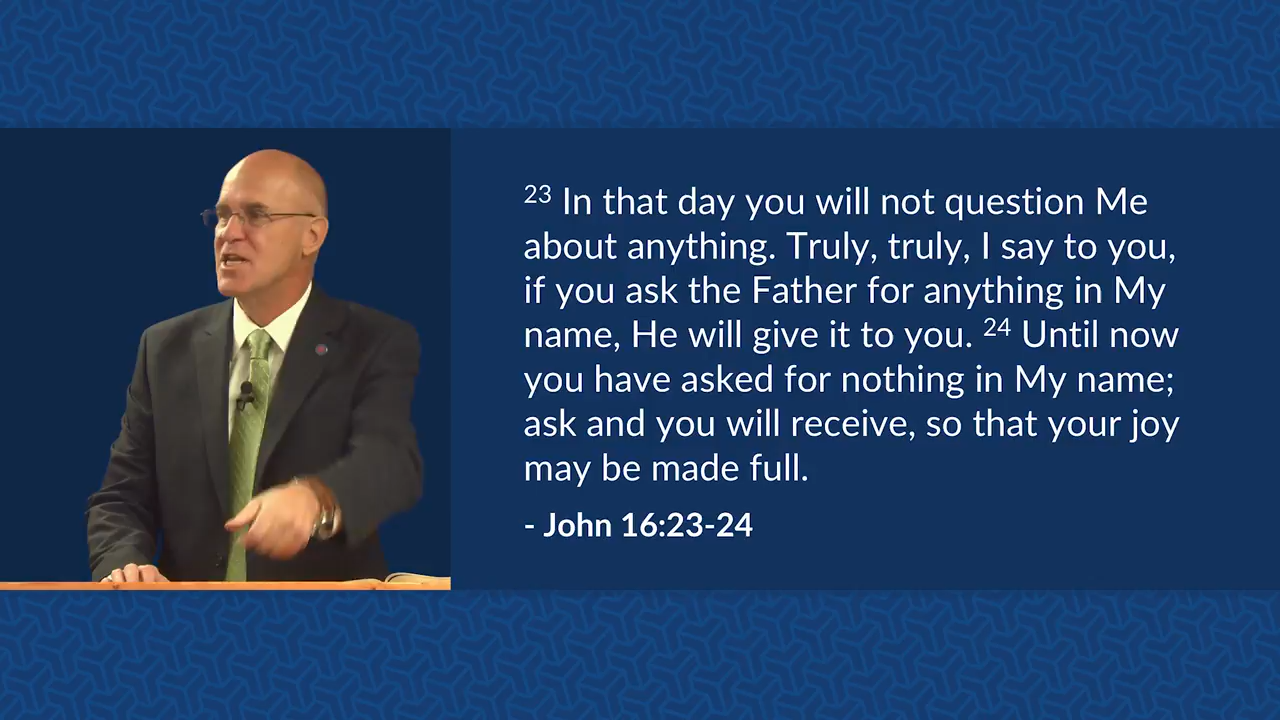 23 In that day you will not question Me
about anything. Truly, truly, I say to you,
if you ask the Father for anything in My
name, He will give it to you. 24 Until now
you have asked for nothing in My name;
ask and you will receive, so that your joy
may be made full.
- John 16:23-24